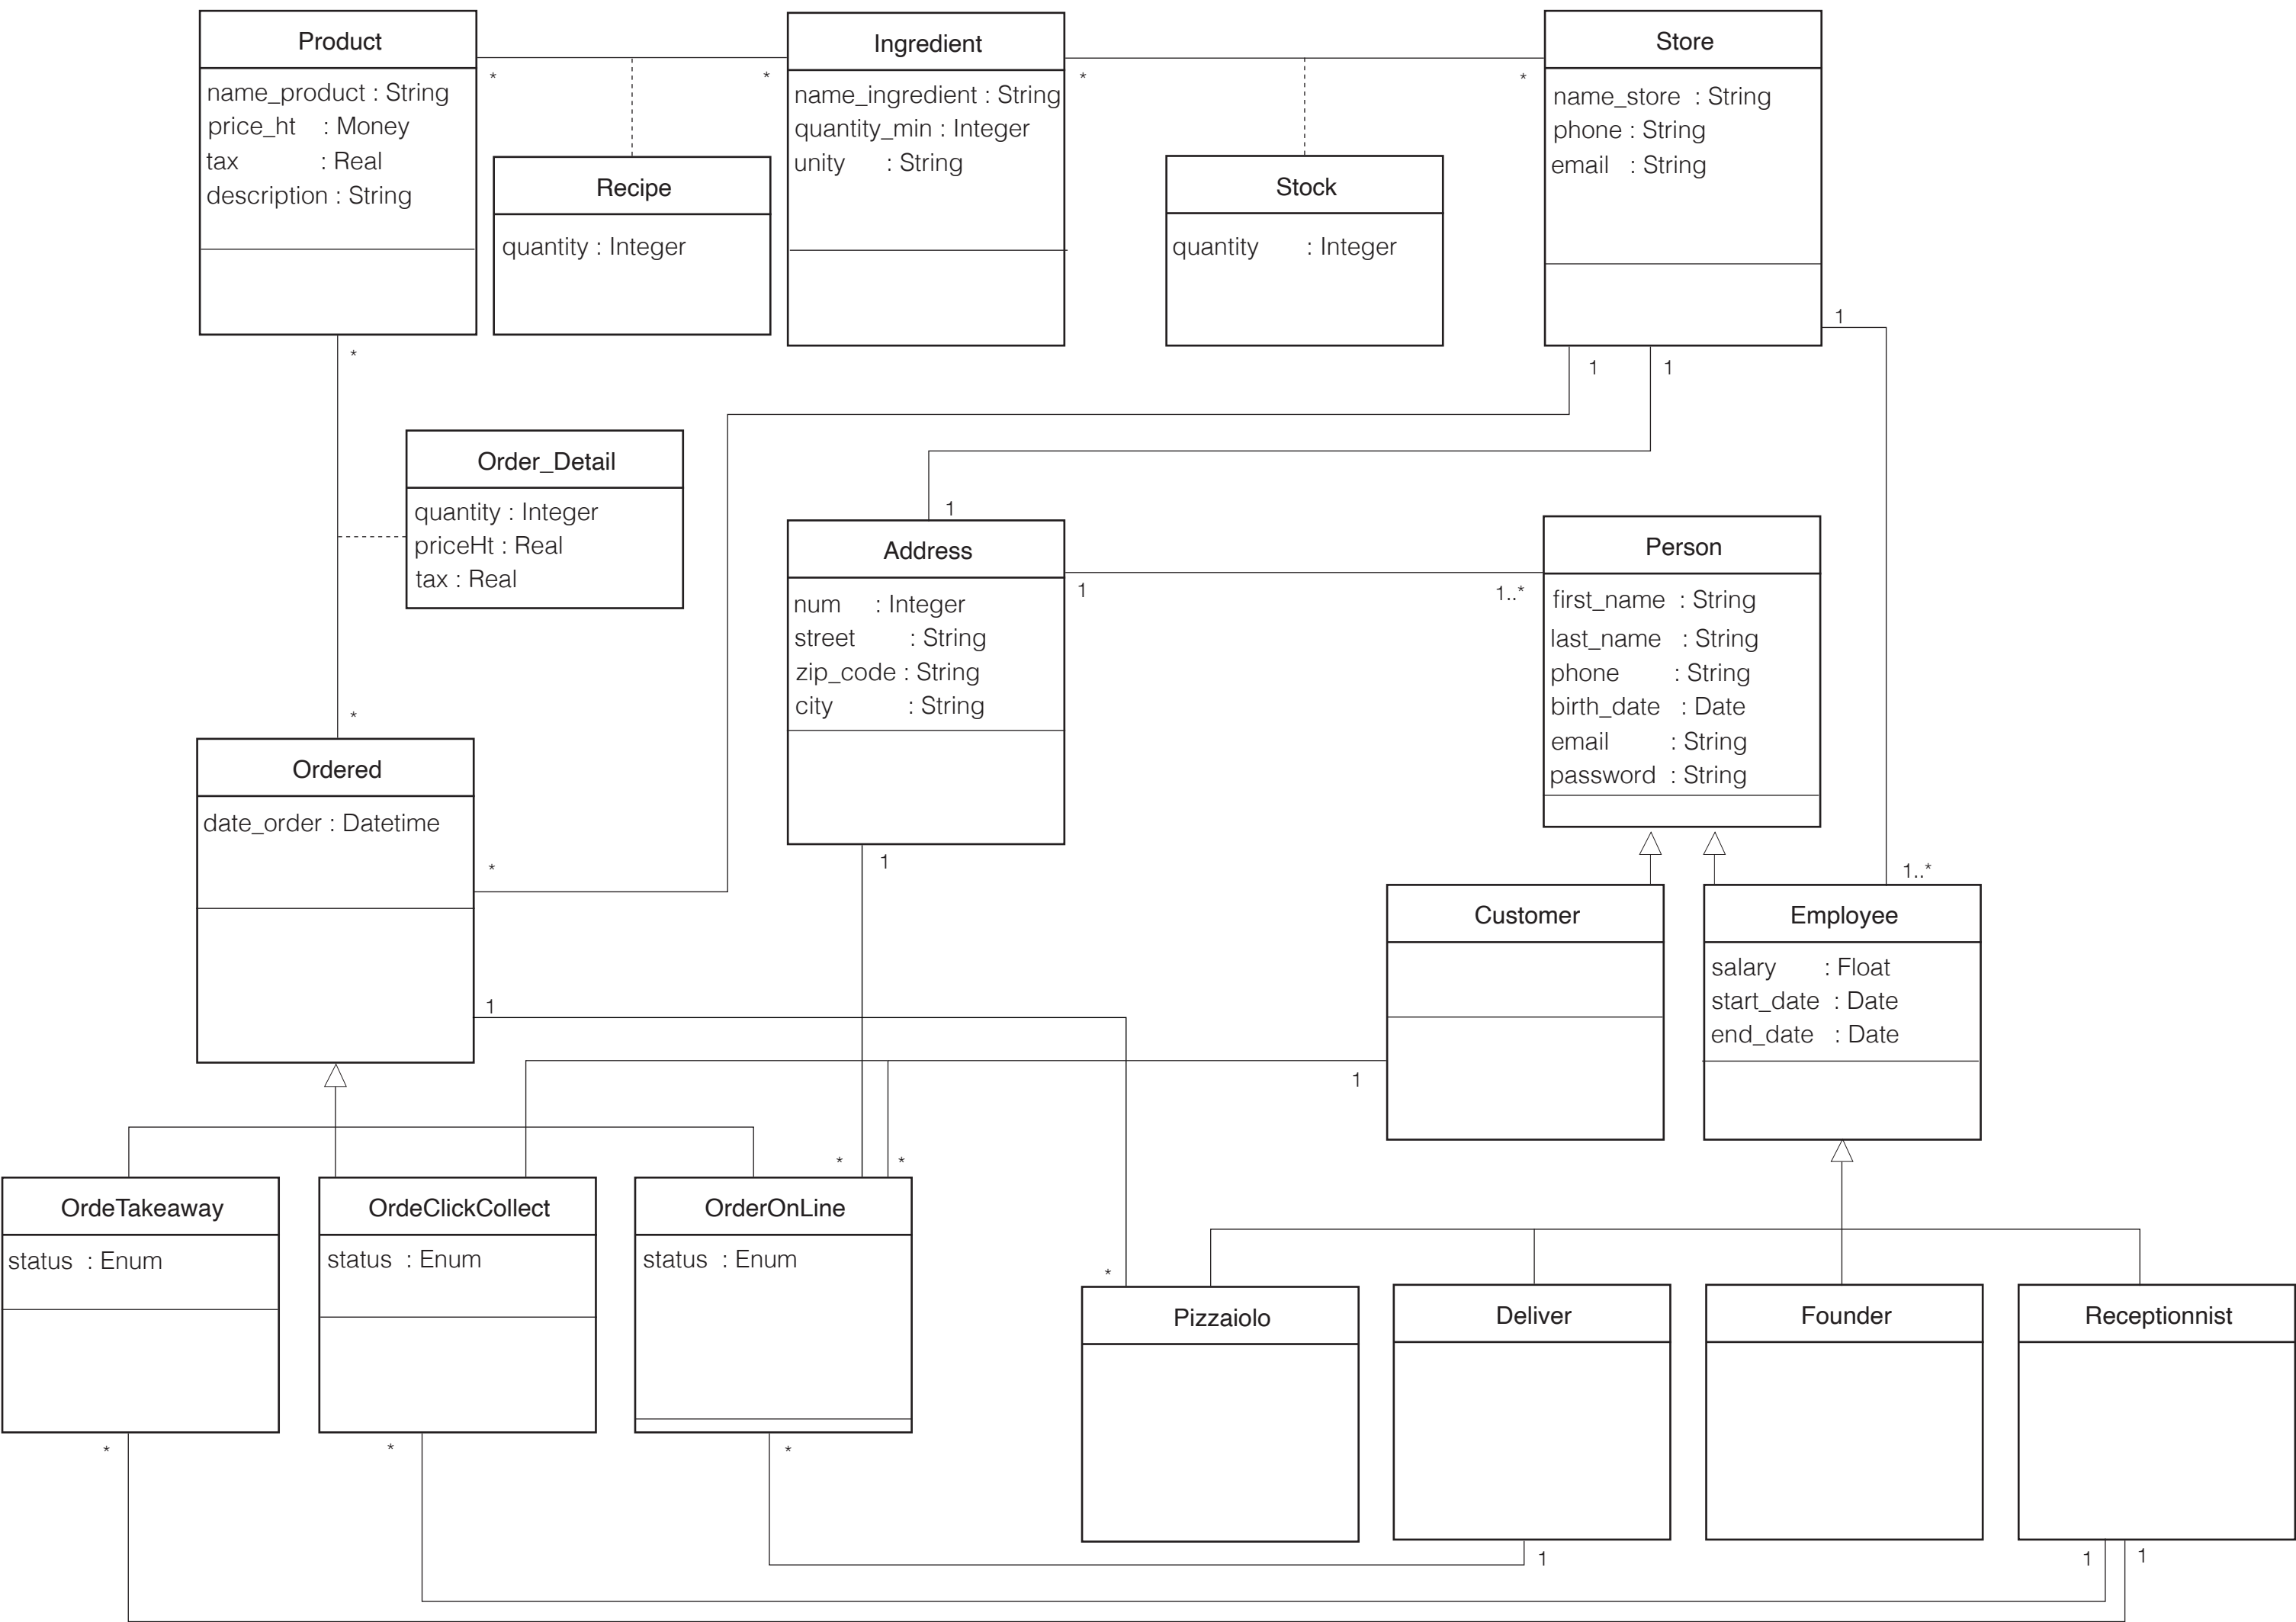 Product
name_product : String
price_ht : Money
tax : Real
description : String
*
*
Recipe
quantity : Integer
Ingredient
name_ingredient : String
quantity_min : Integer
unity : String
*
*
Stock
quantity : Integer
Store
name_store : String
phone : String
email : String
1
1
1
*
Order_Detail
quantity : Integer
priceHt : Real
tax : Real
*
1
Address
num : Integer
street : String
zip_code : String
city : String
1
1..*
Person
first_name : String
last_name : String
phone : String
birth_date : Date
email : String
password : String
Ordered
date_order : Datetime
*
1
1
1..*
Customer
1
Employee
salary : Float
start_date : Date
end_date : Date
*
*
OrdeTakeaway
status : Enum
OrdeClickCollect
status : Enum
OrderOnLine
status : Enum
*
Pizzaiolo
Deliver
Founder
Receptionnist
*
*
*
1
1
1